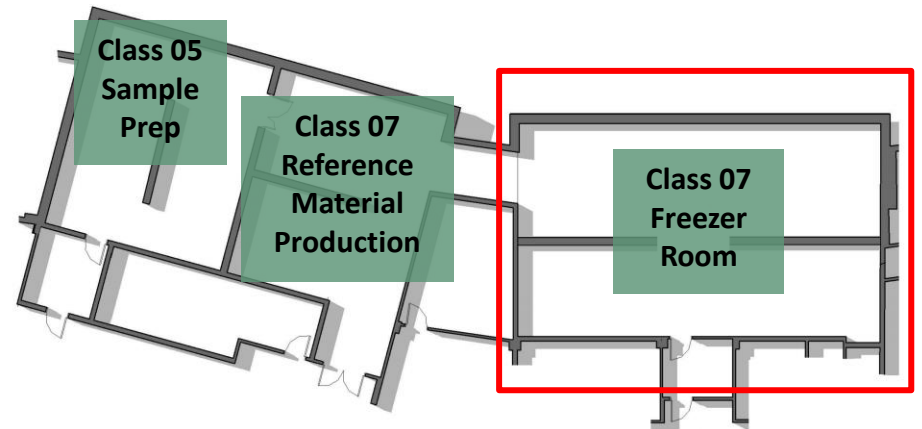 Class 05
Sample
Prep
Class 07
Reference
Material
Production
Class 07
Freezer
Room